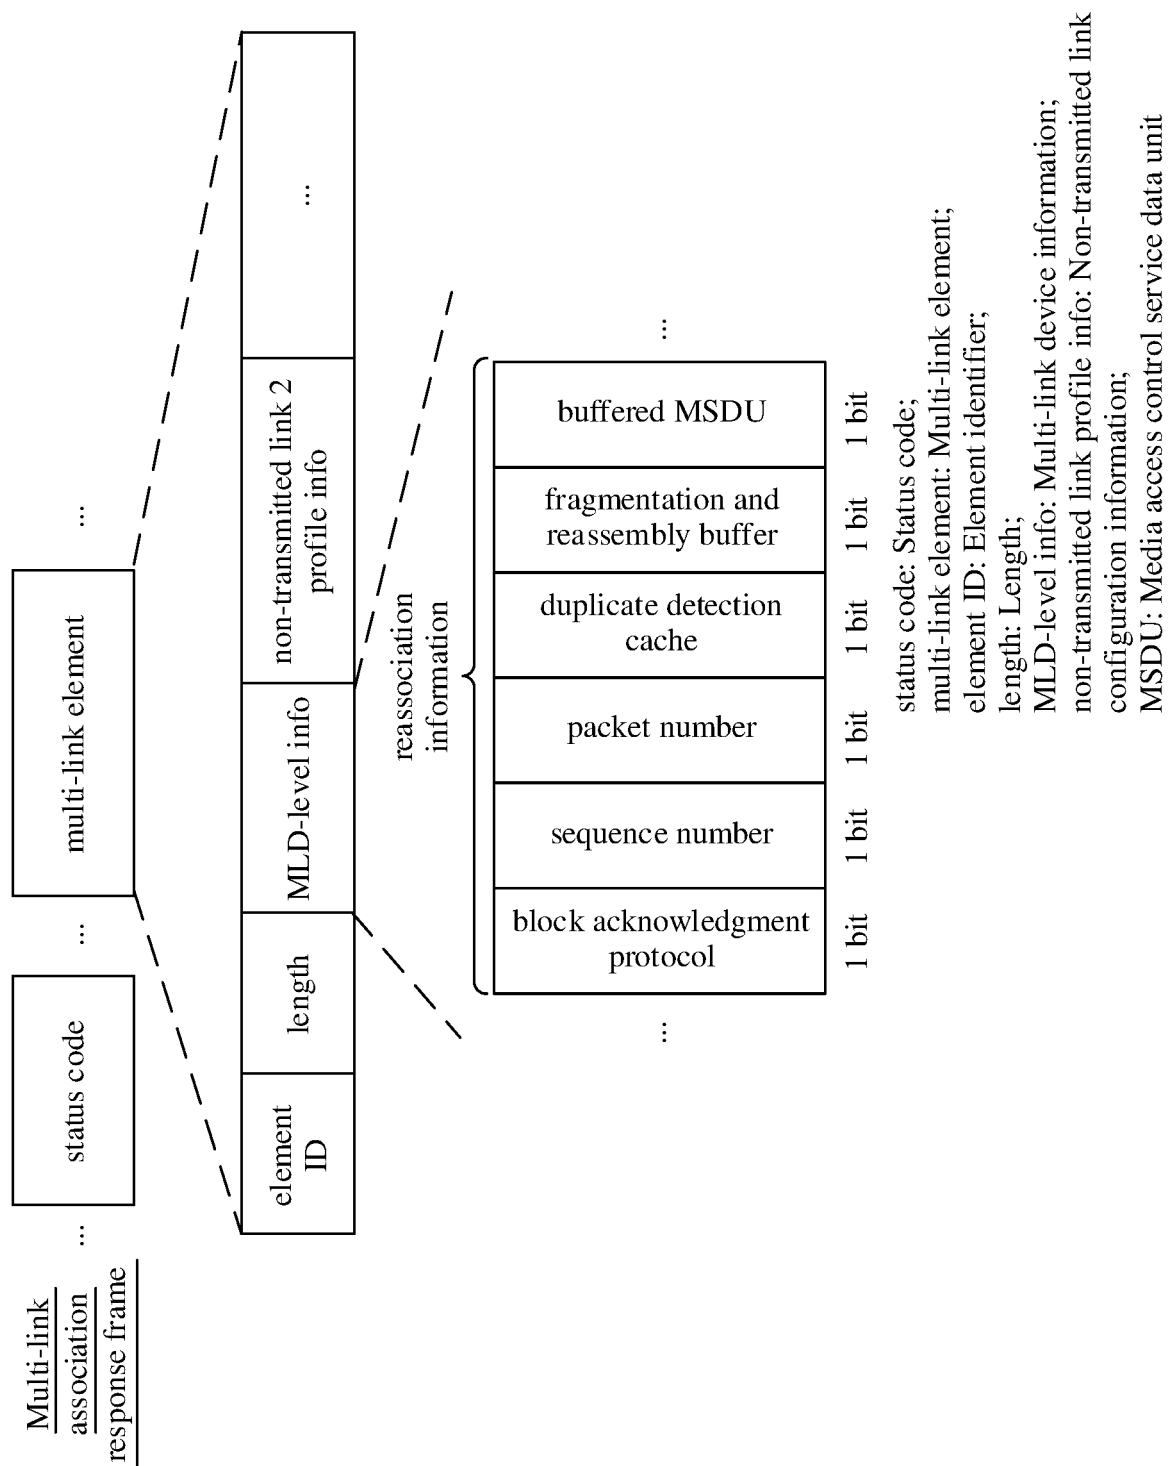 Multi-link
association
response frame
...
status code
...
multi-link element
...
element
ID
length
MLD-level info
non-transmitted link 2
profile info
...
reassociation
information
...
block acknowledgment
protocol
sequence number
packet number
duplicate detection
cache
fragmentation and
reassembly buffer
buffered MSDU
...
1 bit
1 bit
1 bit
1 bit
1 bit
1 bit
status code: Status code;
multi-link element: Multi-link element;
element ID: Element identifier;
length: Length;
MLD-level info: Multi-link device information;
non-transmitted link profile info: Non-transmitted link
configuration information;
MSDU: Media access control service data unit